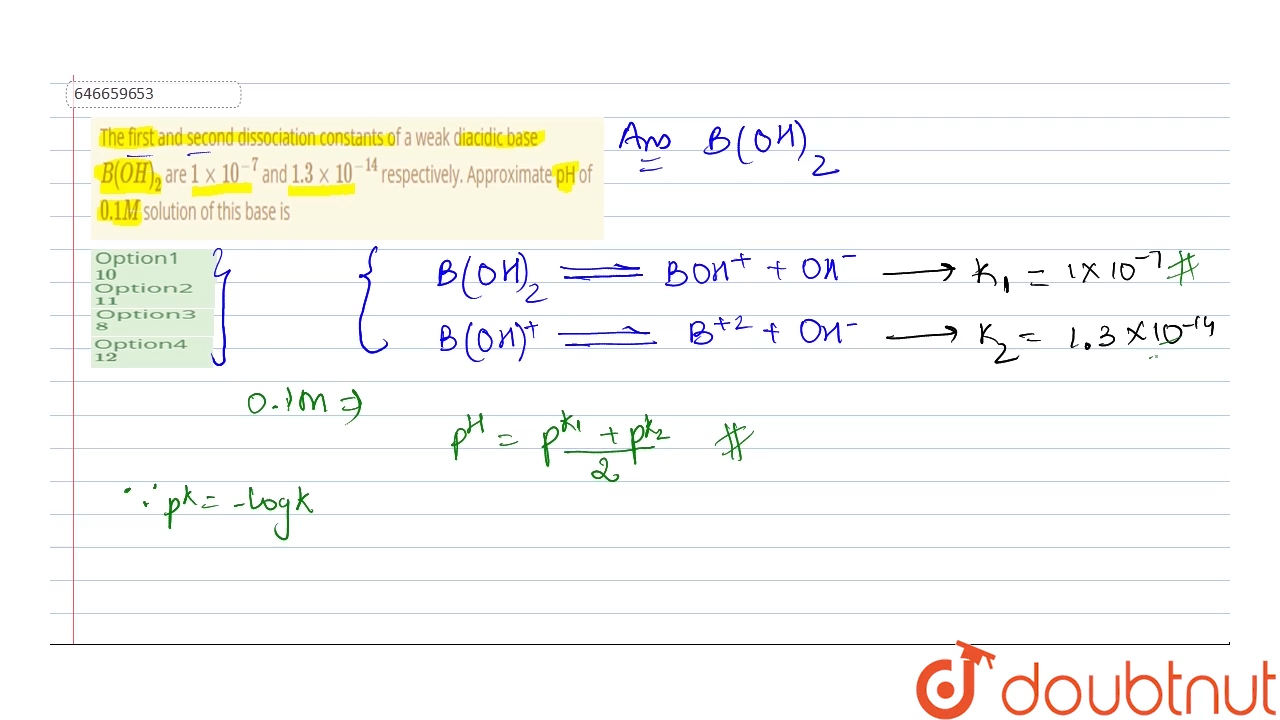 646659653
The first and second dissociation constants of a weak diacidic base
B(OH)₂ are 1 × 10⁻⁷ and 1.3 × 10⁻¹⁴ respectively. Approximate pH of
0.1M solution of this base is
Ans B(OH)₂
Option1
10
Option2
11
Option3
8
Option4
12
B(OH)₂ ⇌ BOH⁺ + OH⁻ → K₁ = 1 × 10⁻⁷ #
B(OH)⁺ ⇌ B⁺² + OH⁻ → K₂ = 1.3 × 10⁻¹⁴
0.1M ⇒
pH = pK₁ + pK₂ / 2 #
∵ pK = -logK
doubtnut